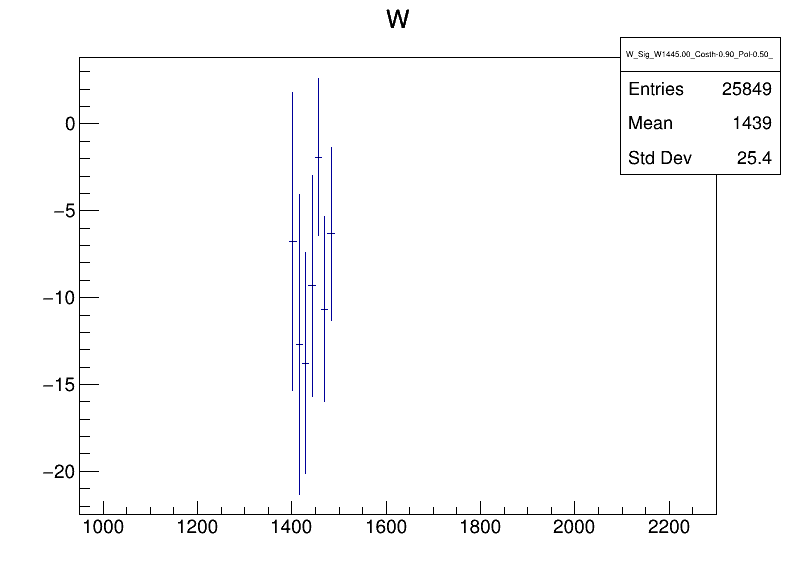 W
W_Sig_W1445.00_Costh-0.90_Pol-0.50_
Entries 25849
Mean 1439
Std Dev 25.4
0
−5
−10
−15
−20
1000 1200 1400 1600 1800 2000 2200